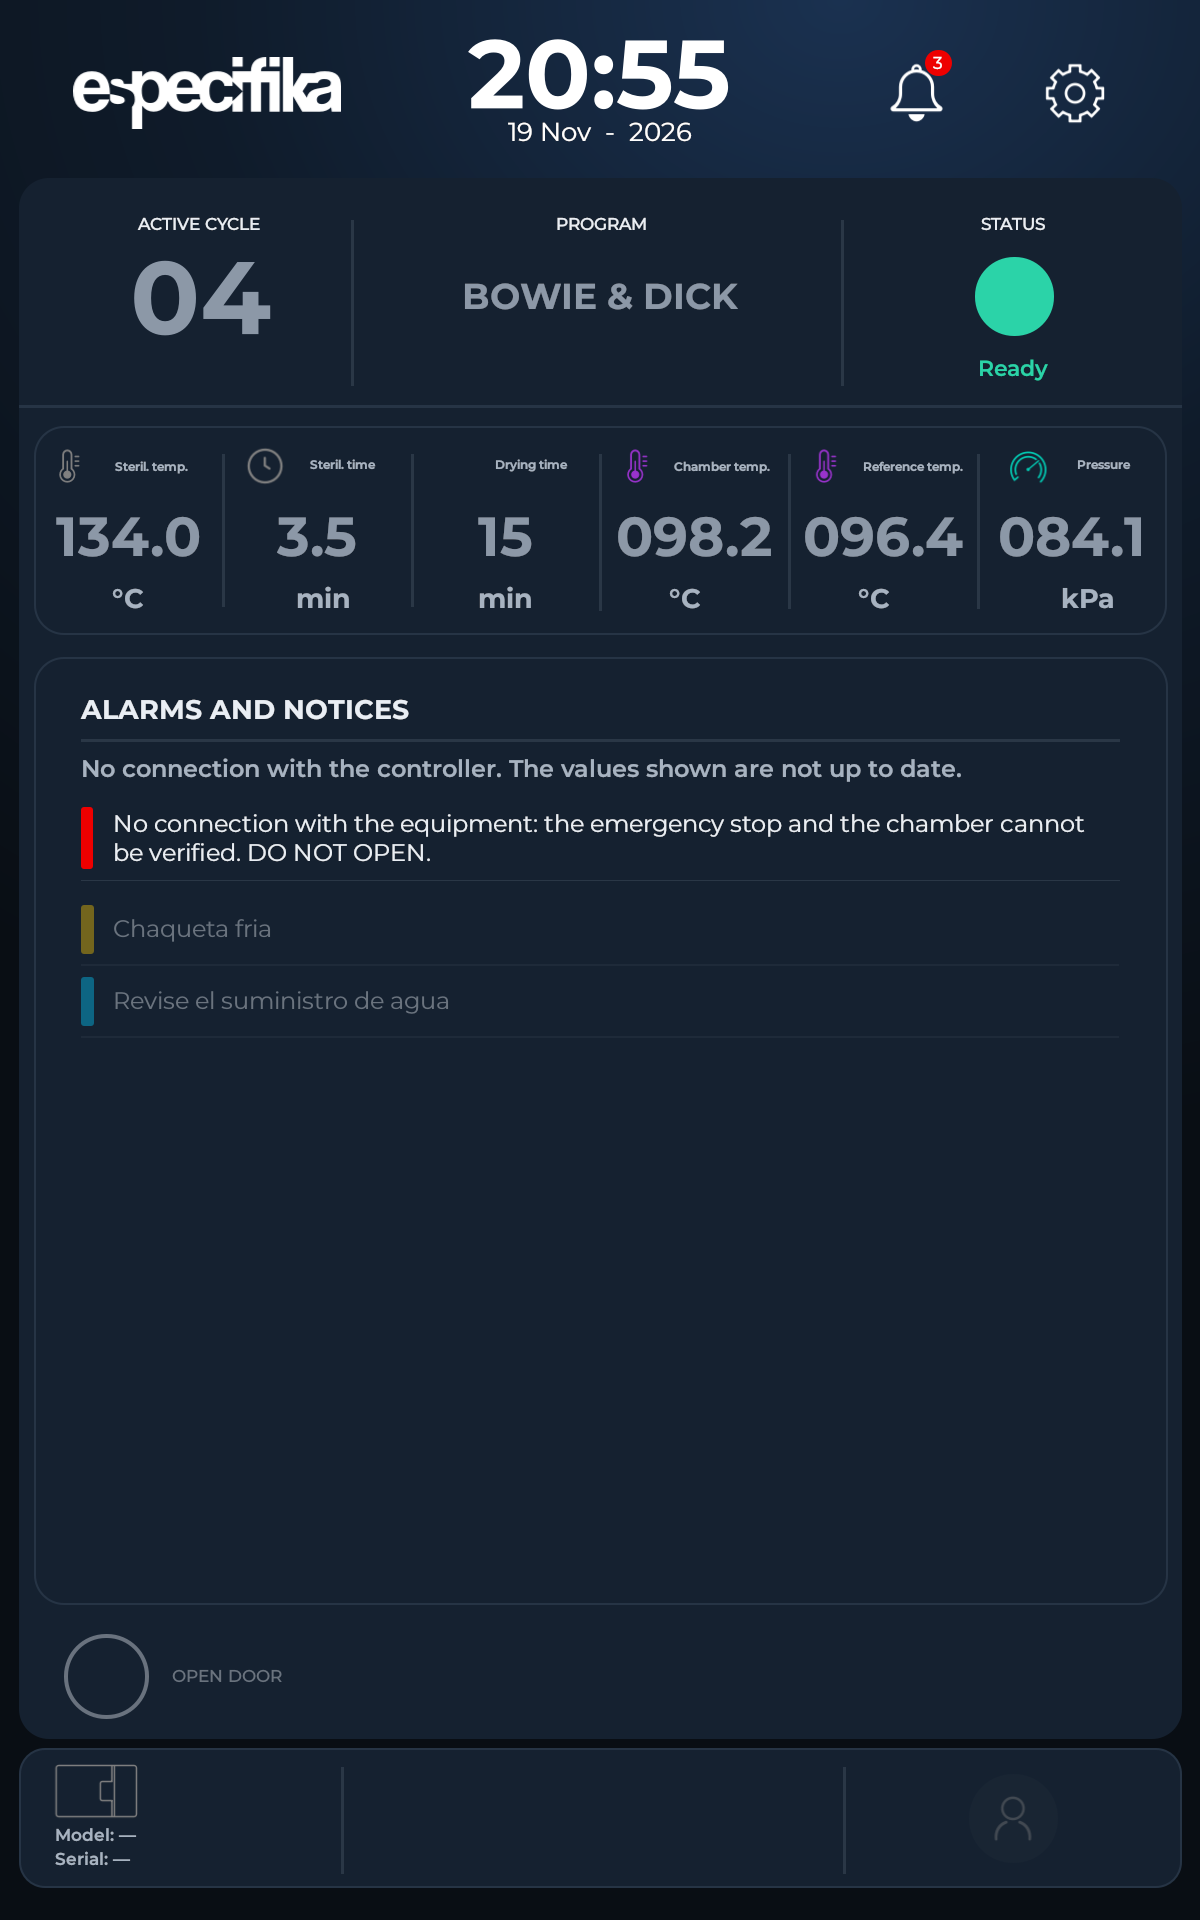 especifika
20:55
3
19 Nov - 2026
ACTIVE CYCLE
04
PROGRAM
BOWIE & DICK
STATUS
Ready
Steril. temp.
134.0
°C
Steril. time
3.5
min
Drying time
15
min
Chamber temp.
098.2
°C
Reference temp.
096.4
°C
Pressure
084.1
kPa
ALARMS AND NOTICES
No connection with the controller. The values shown are not up to date.
No connection with the equipment: the emergency stop and the chamber cannot
be verified. DO NOT OPEN.
Chaqueta fria
Revise el suministro de agua
OPEN DOOR
Model: —
Serial: —